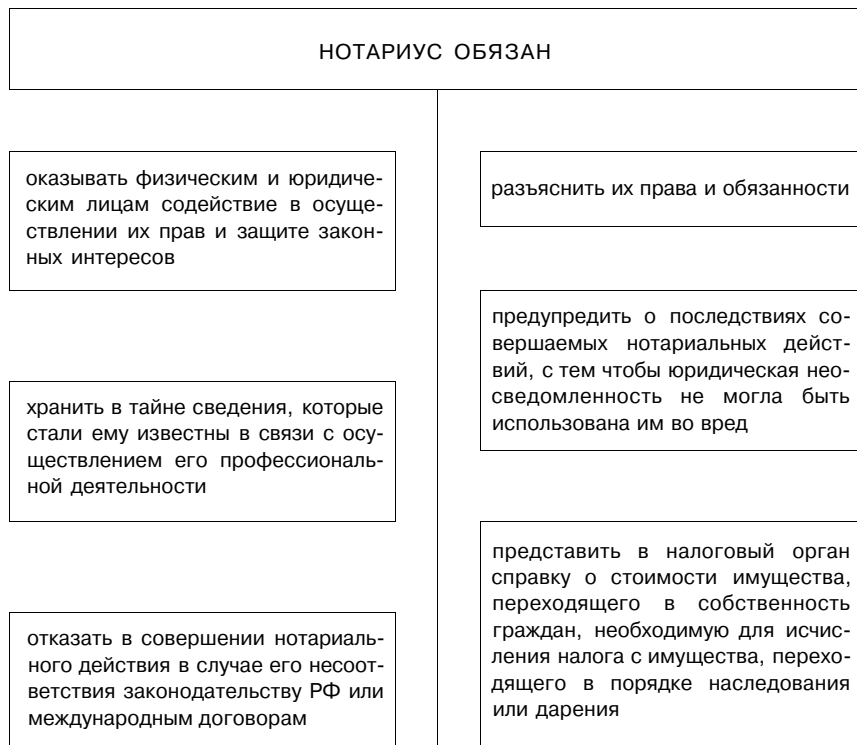 НОТАРИУС ОБЯЗАН
оказывать физическим и юридиче-
ским лицам содействие в осуще-
ствлении их прав и защите закон-
ных интересов
хранить в тайне сведения, которые
стали ему известны в связи с осу-
ществлением его профессиональ-
ной деятельности
отказать в совершении нотариаль-
ного действия в случае его несоот-
ветствия законодательству РФ или
международным договорам
разъяснить их права и обязанности
предупредить о последствиях со-
вершаемых нотариальных дейст-
вий, с тем чтобы юридическая нео-
сведомленность не могла быть
использована им во вред
представить в налоговый орган
справку о стоимости имущества,
переходящего в собственность
граждан, необходимую для исчис-
ления налога с имущества, перехо-
дящего в порядке наследования
или дарения